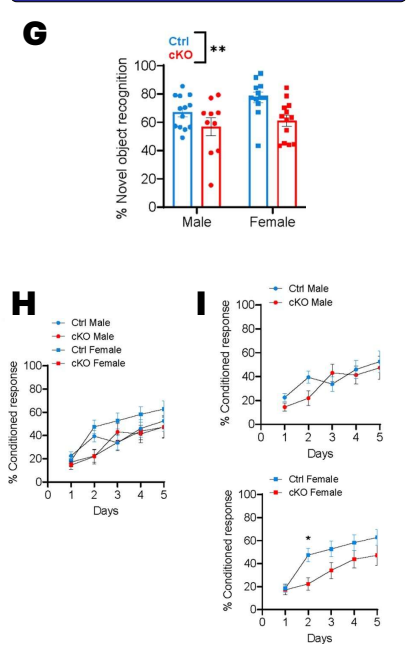 G
Ctrl
cKO
**
% Novel object recognition
100
80
60
40
20
0
Male
Female
H
Ctrl Male
cKO Male
Ctrl Female
cKO Female
% Conditioned response
100
80
60
40
20
0
0 1 2 3 4 5
Days
I
Ctrl Male
cKO Male
% Conditioned response
100
80
60
40
20
0
0 1 2 3 4 5
Days
Ctrl Female
cKO Female
% Conditioned response
100
80
60
40
20
0
*
0 1 2 3 4 5
Days